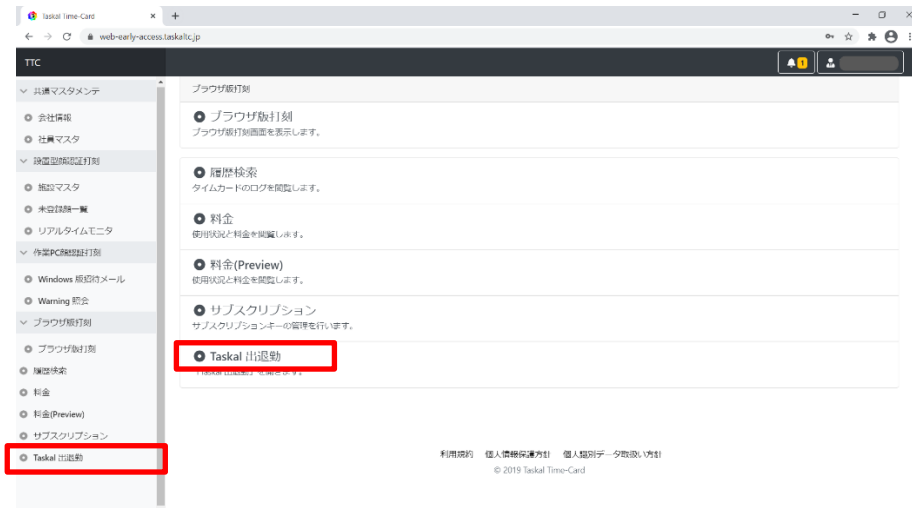 Taskal Time-Card
web-early-access.taskaltc.jp
TTC
1
共通マスタメンテ
会社情報
社員マスタ
設置型顔認証打刻
施設マスタ
未登録顔一覧
リアルタイムモニタ
作業PC顔認証打刻
Windows 版招待メール
Warning 照会
ブラウザ版打刻
ブラウザ版打刻
履歴検索
料金
料金(Preview)
サブスクリプション
Taskal 出退勤
ブラウザ版打刻
ブラウザ版打刻
ブラウザ版打刻画面を表示します。
履歴検索
タイムカードのログを閲覧します。
料金
使用状況と料金を閲覧します。
料金(Preview)
使用状況と料金を閲覧します。
サブスクリプション
サブスクリプションキーの管理を行います。
Taskal 出退勤
「Taskal 出退勤」を開きます。
利用規約 個人情報保護方針 個人識別データ取扱い方針
© 2019 Taskal Time-Card